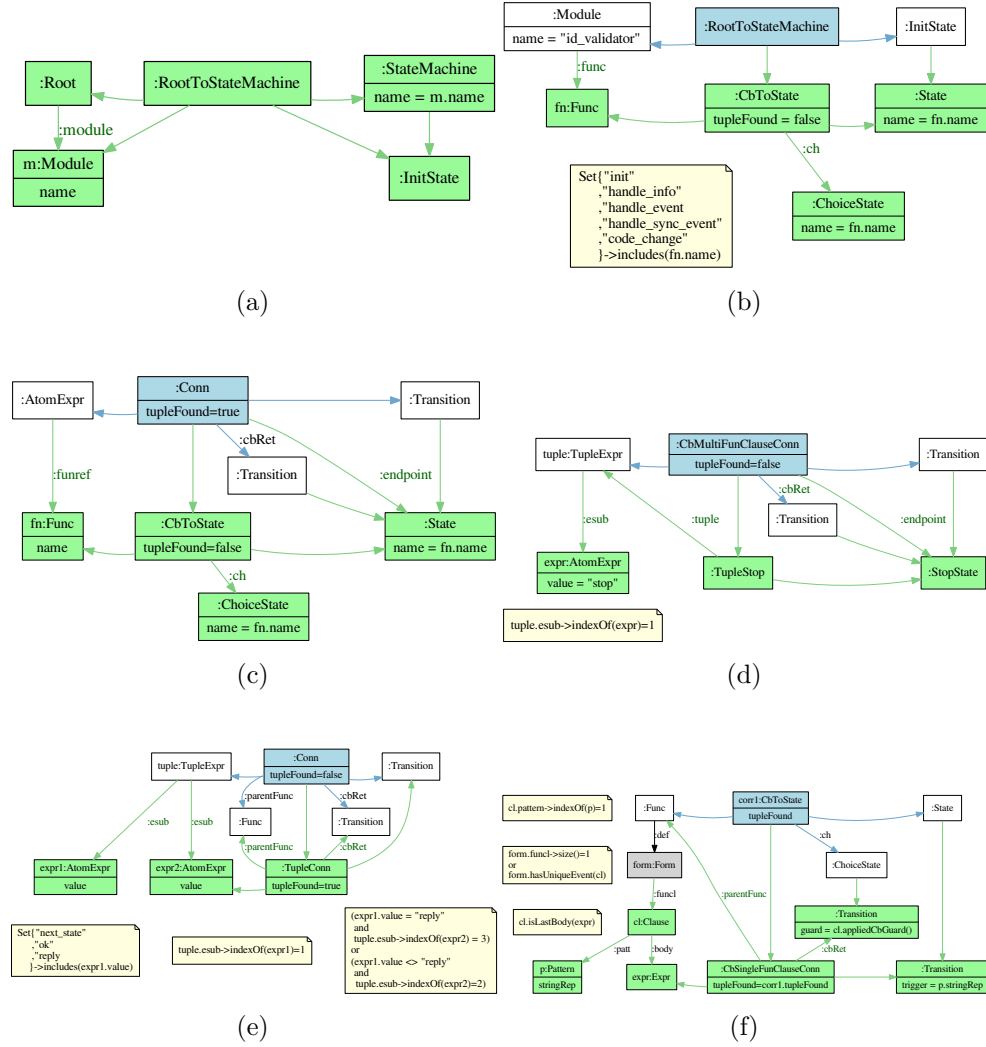 :Root
:RootToStateMachine
:StateMachine
name = m.name
:module
m:Module
name
:InitState
(a)
:Module
name = "id_validator"
:RootToStateMachine
:InitState
:func
fn:Func
:CbToState
tupleFound = false
:State
name = fn.name
:ch
Set{"init"
,"handle_info"
,"handle_event
,"handle_sync_event"
,"code_change"
}->includes(fn.name)
:ChoiceState
name = fn.name
(b)
:AtomExpr
:Conn
tupleFound=true
:Transition
:cbRet
:Transition
:funref
:endpoint
fn:Func
name
:CbToState
tupleFound=false
:State
name = fn.name
:ch
:ChoiceState
name = fn.name
(c)
tuple:TupleExpr
:CbMultiFunClauseConn
tupleFound=false
:Transition
:cbRet
:Transition
:esub
:tuple
:endpoint
expr:AtomExpr
value = "stop"
:TupleStop
:StopState
tuple.esub->indexOf(expr)=1
(d)
tuple:TupleExpr
:Conn
tupleFound=false
:Transition
:parentFunc
:cbRet
:Func
:Transition
:esub
:esub
:parentFunc
:cbRet
expr1:AtomExpr
value
expr2:AtomExpr
value
:TupleConn
tupleFound=true
Set{"next_state"
,"ok"
,"reply
}->includes(expr1.value)
tuple.esub->indexOf(expr1)=1
(expr1.value = "reply"
and
tuple.esub->indexOf(expr2) = 3)
or
(expr1.value <> "reply"
and
tuple.esub->indexOf(expr2)=2)
(e)
cl.pattern->indexOf(p)=1
:Func
corr1:CbToState
tupleFound
:State
:def
:ch
form.funcl->size()=1
or
form.hasUniqueEvent(cl)
form:Form
:ChoiceState
:funcl
:parentFunc
cl.isLastBody(expr)
cl:Clause
:Transition
guard = cl.appliedCbGuard()
:patt
:body
:cbRet
p:Pattern
stringRep
expr:Expr
:CbSingleFunClauseConn
tupleFound=corr1.tupleFound
:Transition
trigger = p.stringRep
(f)